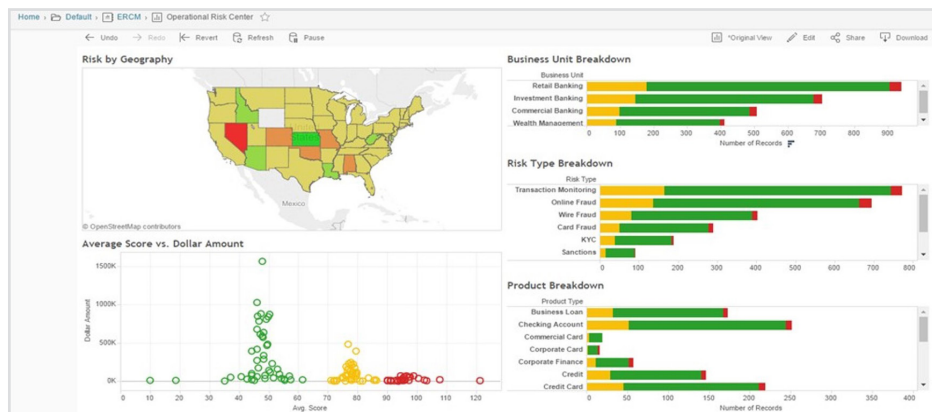 Home › Default › ERCM › Operational Risk Center
← Undo → Redo Revert Refresh Pause *Original View Edit Share Download
Risk by Geography
Mexico
© OpenStreetMap contributors
Average Score vs. Dollar Amount
Dollar Amount
1500K
1000K
500K
0K
0 10 20 30 40 50 60 70 80 90 100 110 120
Avg. Score
Business Unit Breakdown
Business Unit
Retail Banking
Investment Banking
Commercial Banking
Wealth Management
0 100 200 300 400 500 600 700 800 900
Number of Records
Risk Type Breakdown
Risk Type
Transaction Monitoring
Online Fraud
Wire Fraud
Card Fraud
KYC
Sanctions
0 100 200 300 400 500 600 700 800
Product Breakdown
Product Type
Business Loan
Checking Account
Commercial Card
Corporate Card
Corporate Finance
Credit
Credit Card
0 50 100 150 200 250 300 350 400
Number of Records